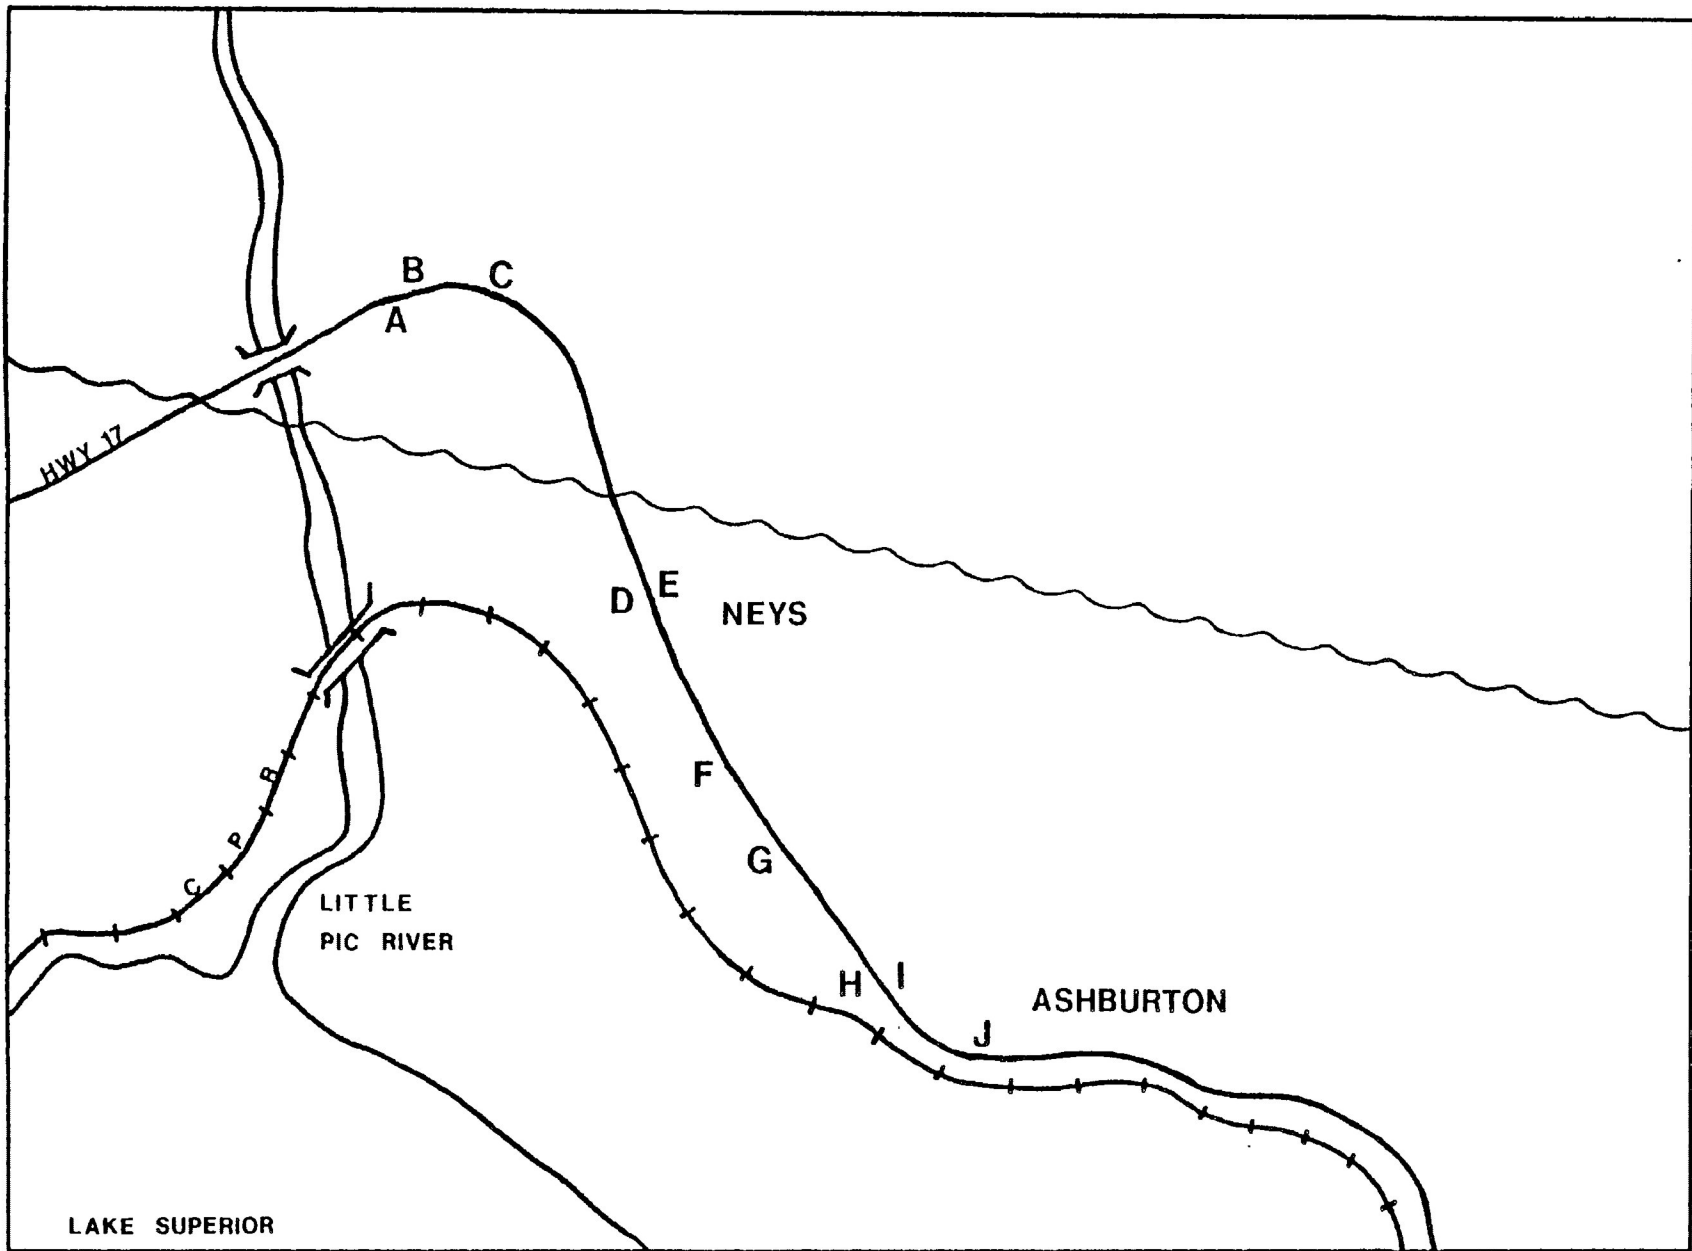 B C
A
HWY 17
D E
NEYS
F
C P R
G
LITTLE
PIC RIVER
H I
ASHBURTON
J
LAKE SUPERIOR